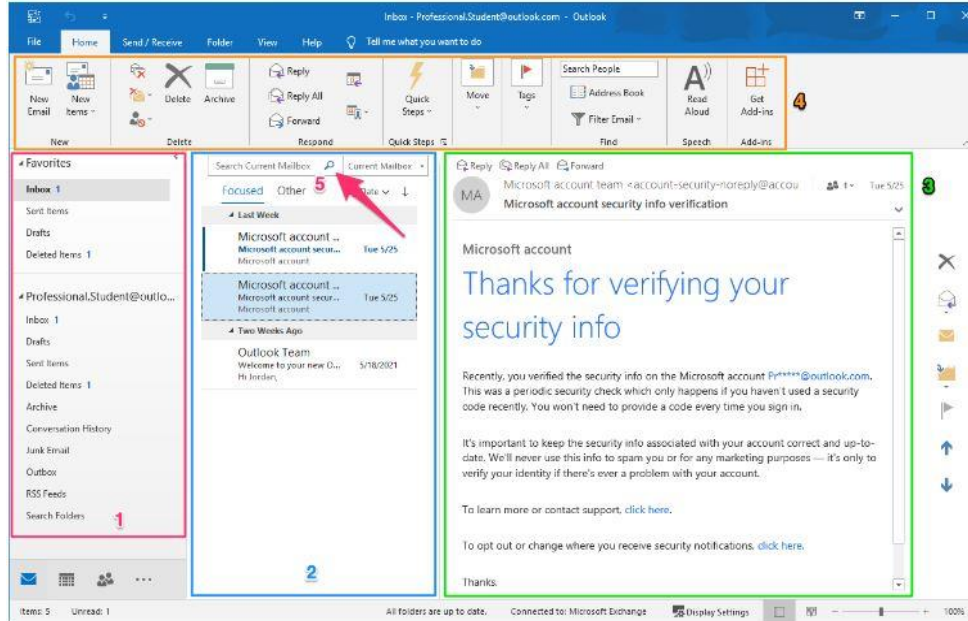 Inbox - Professional.Student@outlook.com - Outlook
File Home Send / Receive Folder View Help Tell me what you want to do
New Email
New Items
Delete
Archive
Reply
Reply All
Forward
Quick Steps
Move
Tags
Search People
Address Book
Filter Email
Read Aloud
Get Add-ins
4
New Delete Respond Quick Steps Find Speech Add-ins
Favorites
Inbox 1
Sent Items
Drafts
Deleted Items 1
Professional.Student@outlo...
Inbox 1
Drafts
Sent Items
Deleted Items 1
Archive
Conversation History
Junk Email
Outbox
RSS Feeds
Search Folders
1
Search Current Mailbox Current Mailbox
Focused Other 5 Date
Last Week
Microsoft account ...
Microsoft account secur... Tue 5/25
Microsoft account
Microsoft account ...
Microsoft account secur... Tue 5/25
Microsoft account
Two Weeks Ago
Outlook Team
Welcome to your new O... 5/18/2021
Hi Jordan,
2
Reply Reply All Forward
MA
Microsoft account team <account-security-noreply@accou 1 Tue 5/25
Microsoft account security info verification
3
Microsoft account
Thanks for verifying your
security info
Recently, you verified the security info on the Microsoft account Pr*****@outlook.com.
This was a periodic security check which only happens if you haven't used a security
code recently. You won't need to provide a code every time you sign in.
It's important to keep the security info associated with your account correct and up-to-
date. We'll never use this info to spam you or for any marketing purposes — it's only to
verify your identity if there's ever a problem with your account.
To learn more or contact support, click here.
To opt out or change where you receive security notifications, click here.
Thanks,
Items: 5 Unread: 1 All folders are up to date. Connected to: Microsoft Exchange Display Settings 100%